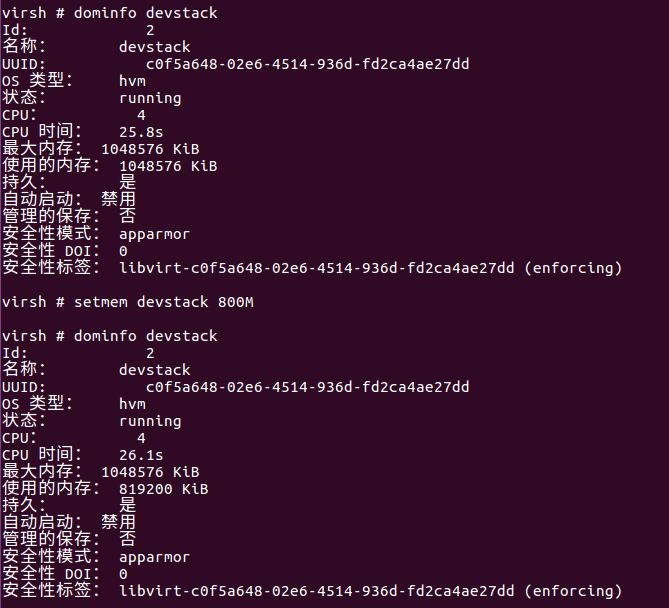 virsh # dominfo devstack
Id:             2
名称：       devstack
UUID:           c0f5a648-02e6-4514-936d-fd2ca4ae27dd
OS 类型：    hvm
状态：       running
CPU：          4
CPU 时间：   25.8s
最大内存： 1048576 KiB
使用的内存： 1048576 KiB
持久：       是
自动启动： 禁用
管理的保存： 否
安全性模式： apparmor
安全性 DOI： 0
安全性标签： libvirt-c0f5a648-02e6-4514-936d-fd2ca4ae27dd (enforcing)
virsh # setmem devstack 800M
virsh # dominfo devstack
Id:             2
名称：       devstack
UUID:           c0f5a648-02e6-4514-936d-fd2ca4ae27dd
OS 类型：    hvm
状态：       running
CPU：          4
CPU 时间：   26.1s
最大内存： 1048576 KiB
使用的内存： 819200 KiB
持久：       是
自动启动： 禁用
管理的保存： 否
安全性模式： apparmor
安全性 DOI： 0
安全性标签： libvirt-c0f5a648-02e6-4514-936d-fd2ca4ae27dd (enforcing)